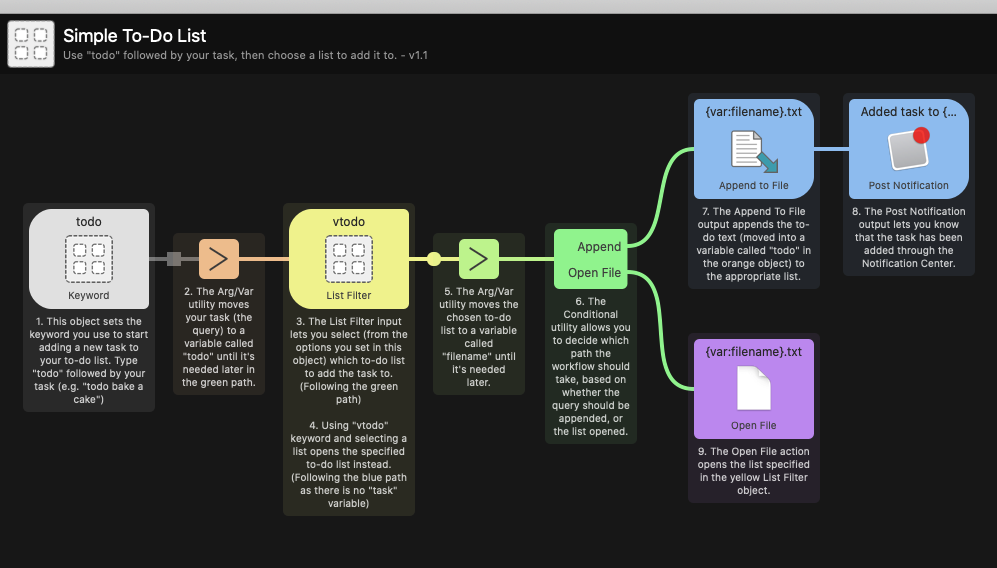 Simple To-Do List
Use "todo" followed by your task, then choose a list to add it to. - v1.1
todo
Keyword
1. This object sets the
keyword you use to start
adding a new task to
your to-do list. Type
"todo" followed by your
task (e.g. "todo bake a
cake")
2. The Arg/Var
utility moves
your task (the
query) to a
variable called
"todo" until it's
needed later in
the green path.
vtodo
List Filter
3. The List Filter input
lets you select (from the
options you set in this
object) which to-do list
to add the task to.
(Following the green
path)
4. Using "vtodo"
keyword and selecting a
list opens the specified
to-do list instead.
(Following the blue path
as there is no "task"
variable)
5. The Arg/Var
utility moves the
chosen to-do
list to a variable
called
"filename" until
it's needed
later.
Append
Open File
6. The
Conditional
utility allows you
to decide which
path the
workflow should
take, based on
whether the
query should be
appended, or
the list opened.
{var:filename}.txt
Append to File
7. The Append To File
output appends the to-
do text (moved into a
variable called "todo" in
the orange object) to
the appropriate list.
Added task to {...
Post Notification
8. The Post Notification
output lets you know
that the task has been
added through the
Notification Center.
{var:filename}.txt
Open File
9. The Open File action
opens the list specified
in the yellow List Filter
object.